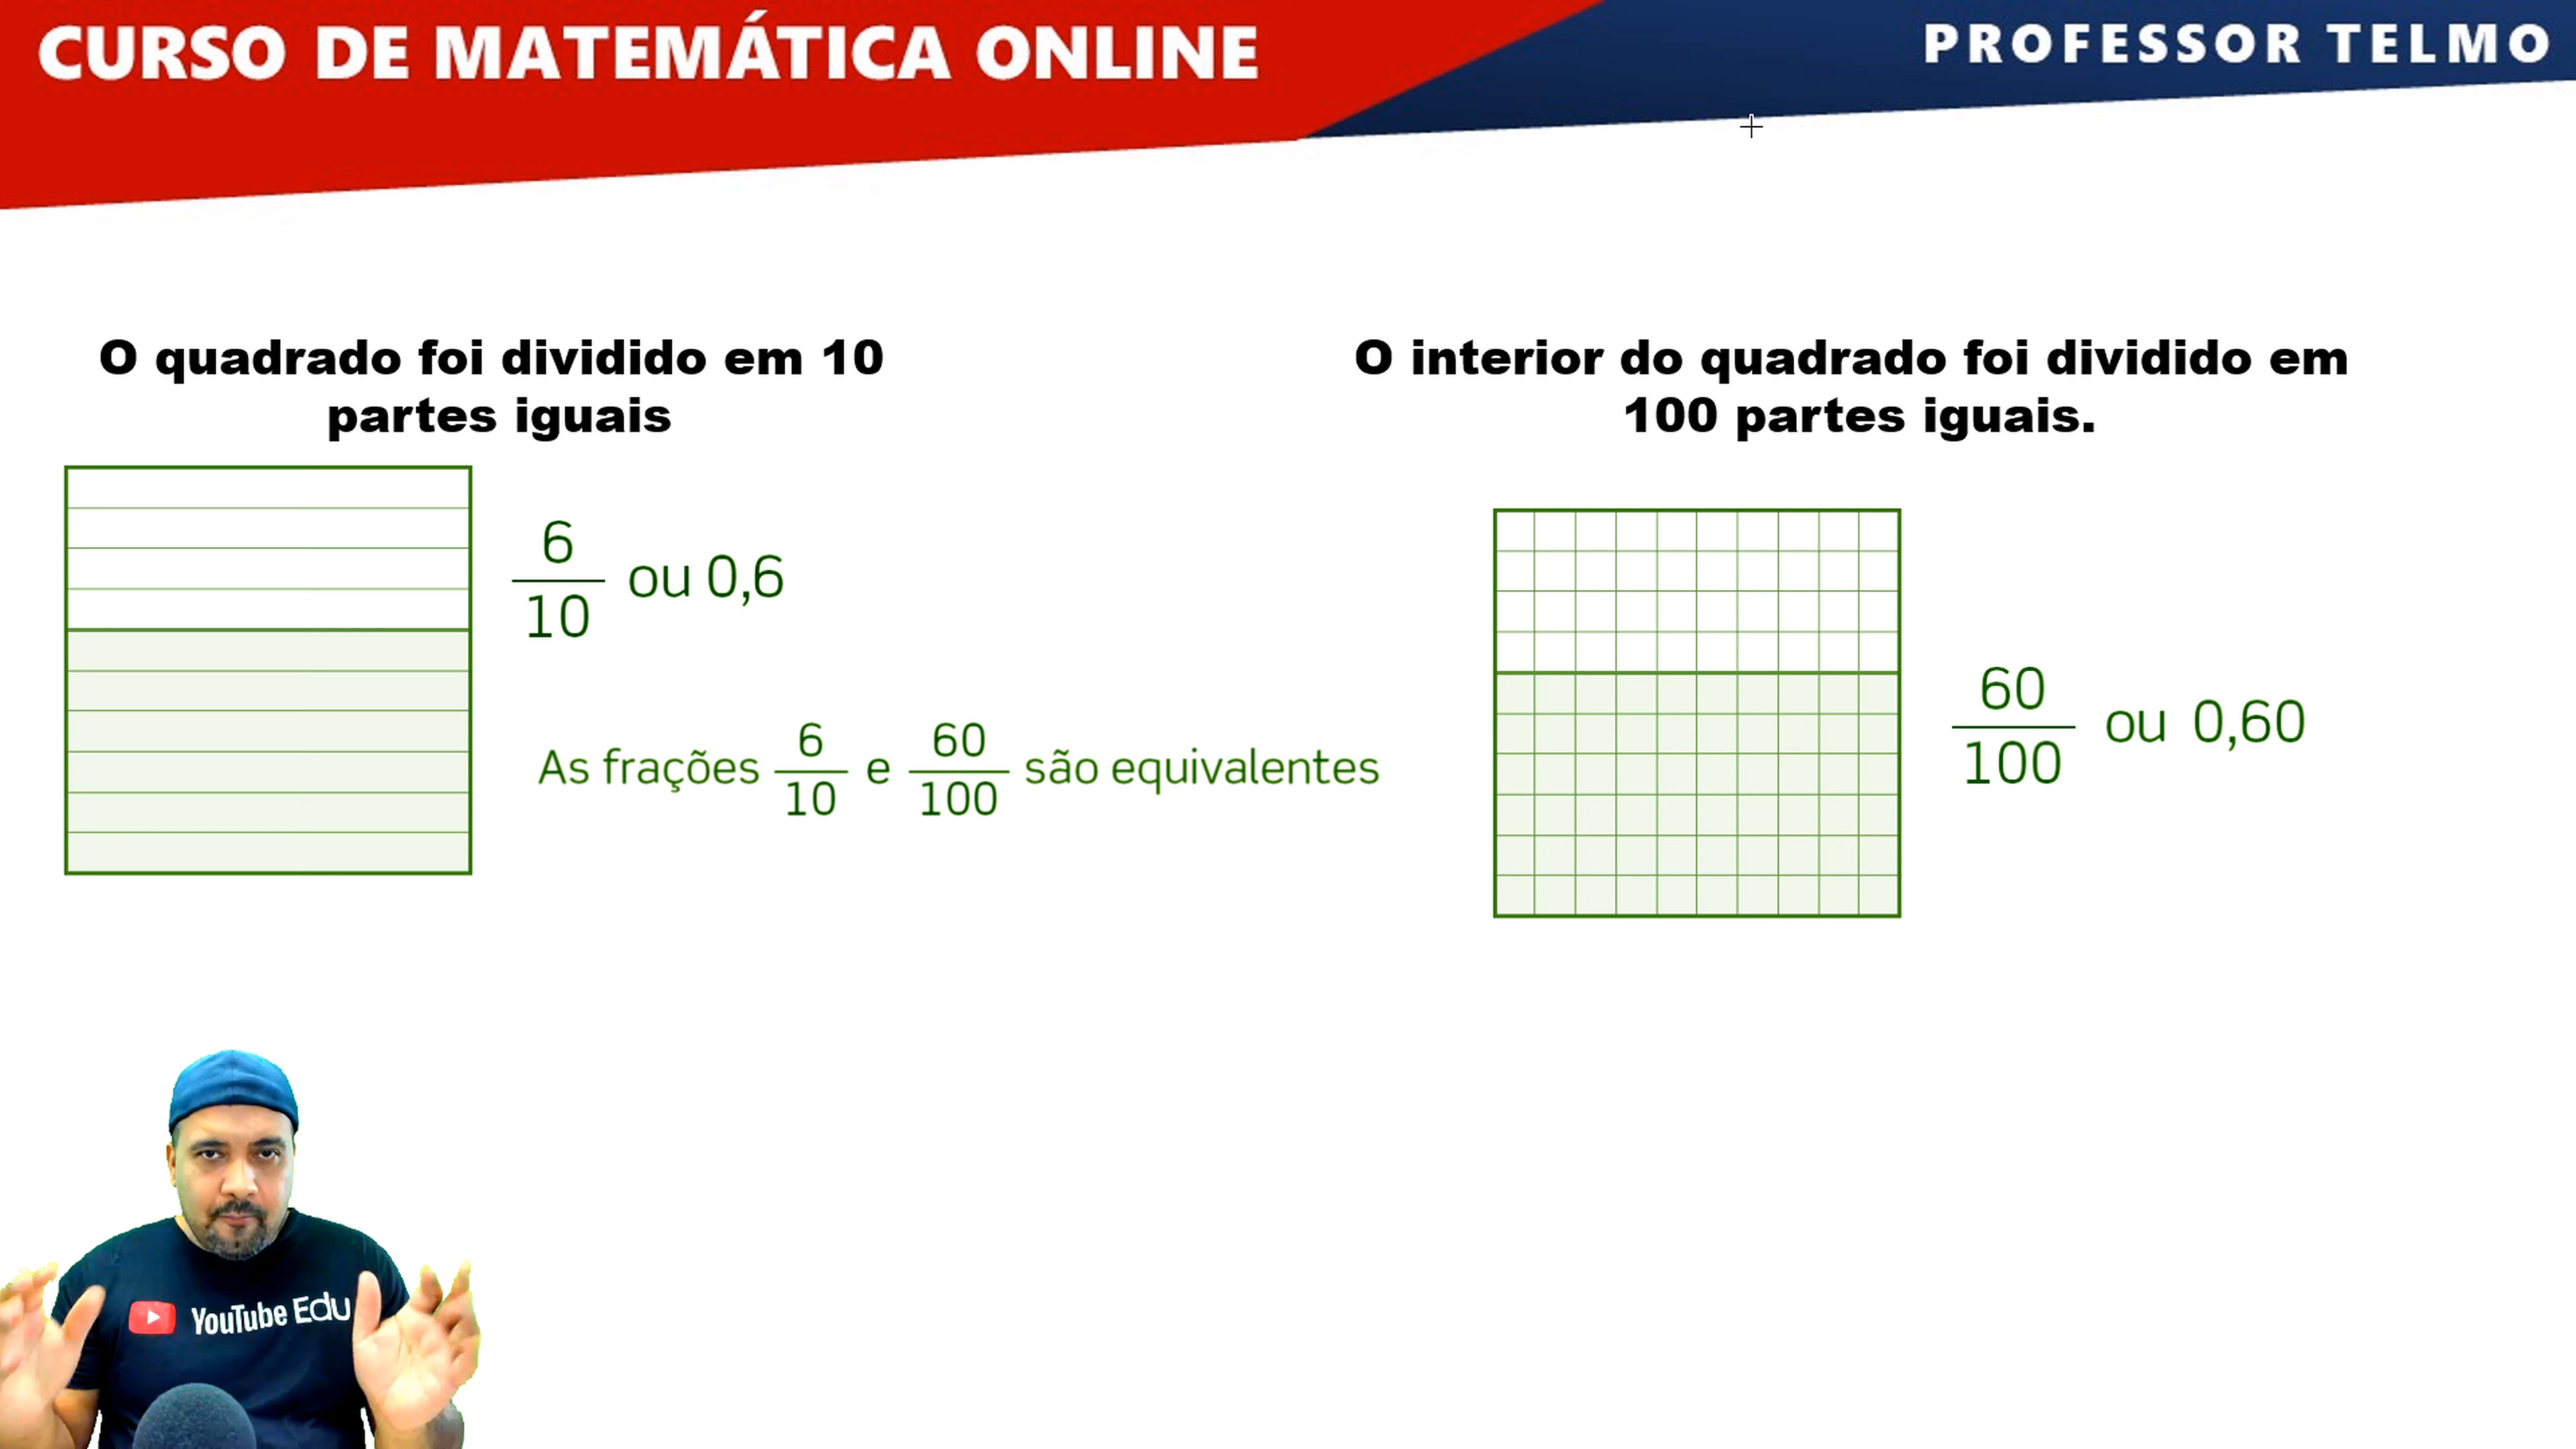 CURSO DE MATEMÁTICA ONLINE
PROFESSOR TELMO
O quadrado foi dividido em 10
partes iguais
6/10 ou 0,6
As frações 6/10 e 60/100 são equivalentes
O interior do quadrado foi dividido em
100 partes iguais.
60/100 ou 0,60
YouTube Edu